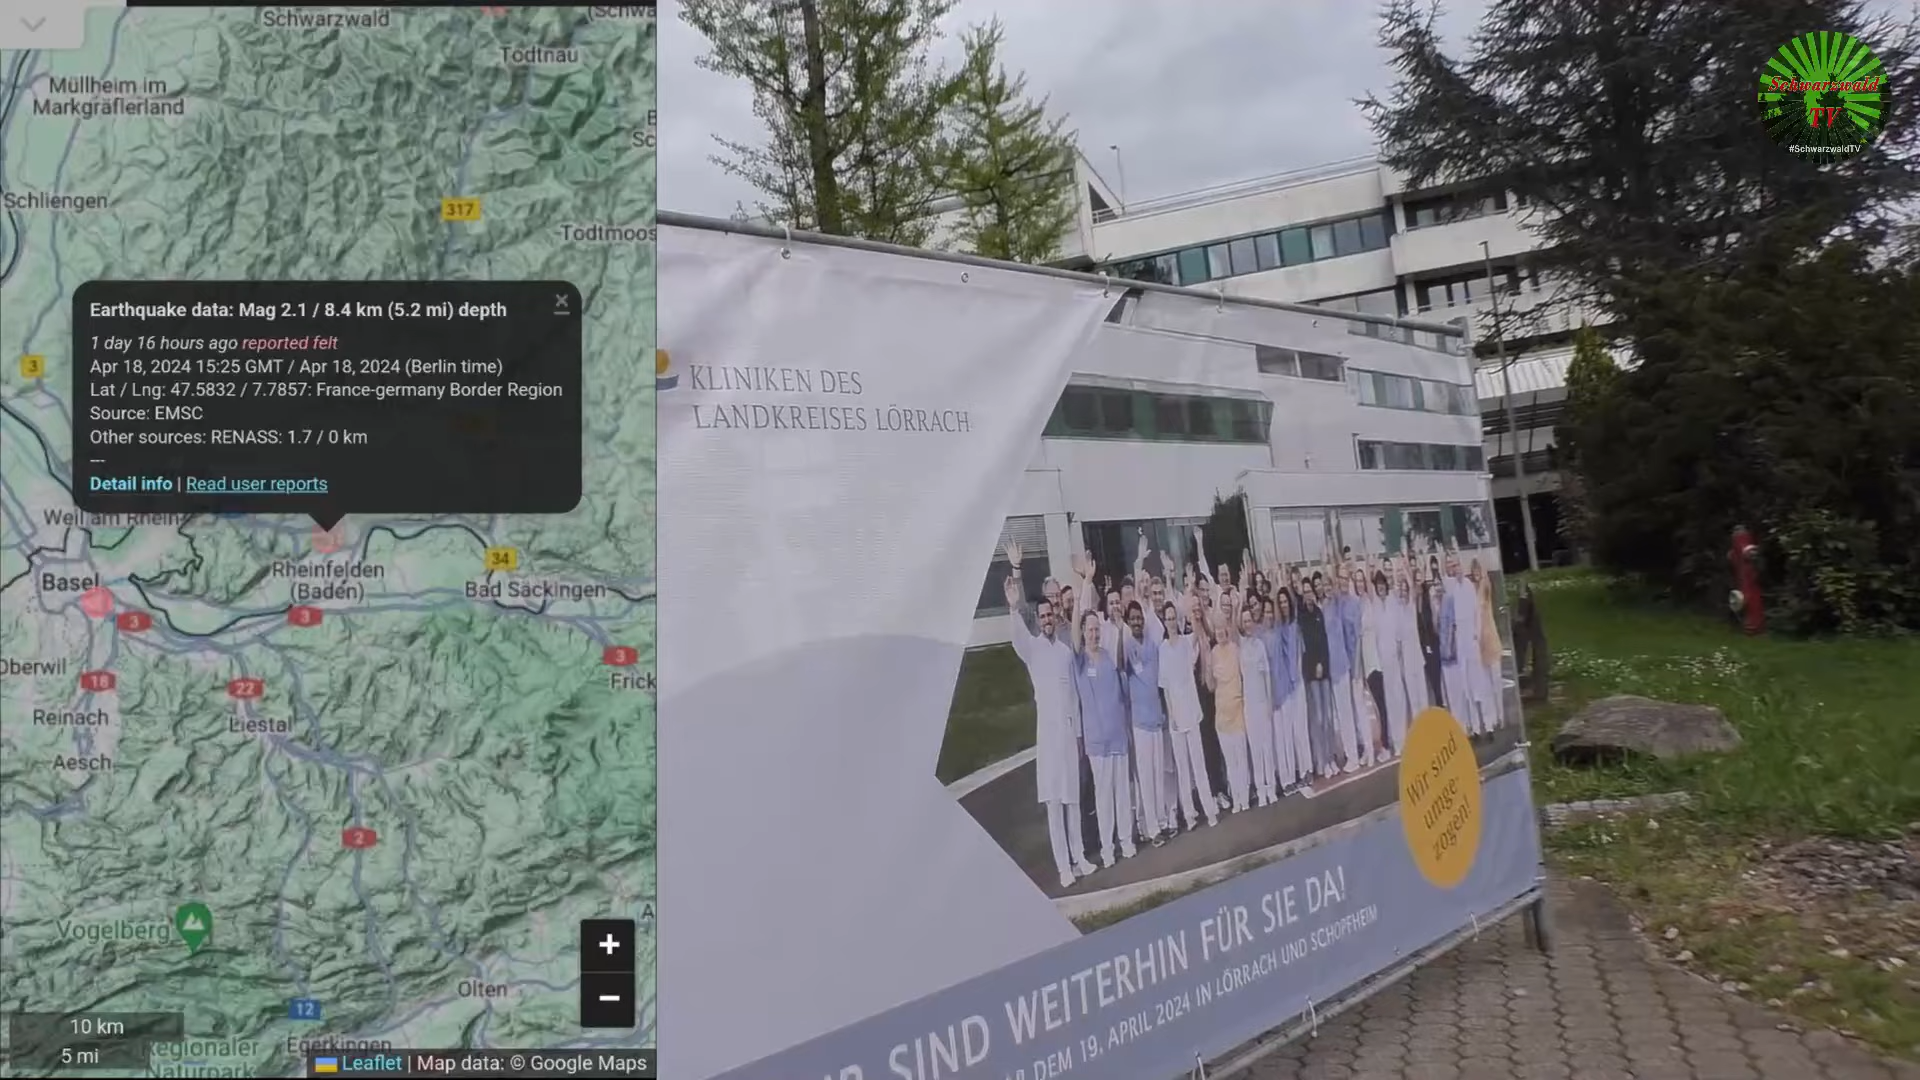 Schwarzwald
Todtnau
Müllheim im
Markgräflerland
Schliengen
317
Todtmoos
Earthquake data: Mag 2.1 / 8.4 km (5.2 mi) depth
×
1 day 16 hours ago reported felt
Apr 18, 2024 15:25 GMT / Apr 18, 2024 (Berlin time)
Lat / Lng: 47.5832 / 7.7857: France-germany Border Region
Source: EMSC
Other sources: RENASS: 1.7 / 0 km
---
Detail info | Read user reports
3
Weil am Rhein
34
Rheinfelden
(Baden)
Basel
Bad Säckingen
3
3
3
Oberwil
18
22
Frick
Reinach
Liestal
Aesch
2
Vogelberg
Olten
12
Egerkingen
+
−
10 km
5 mi
Regionaler
Naturpark
Leaflet | Map data: © Google Maps
Schwarzwald
TV
#SchwarzwaldTV
KLINIKEN DES
LANDKREISES LÖRRACH
Wir sind
umge-
zogen!
SIND WEITERHIN FÜR SIE DA!
DEM 19. APRIL 2024 IN LÖRRACH UND SCHOPFHEIM